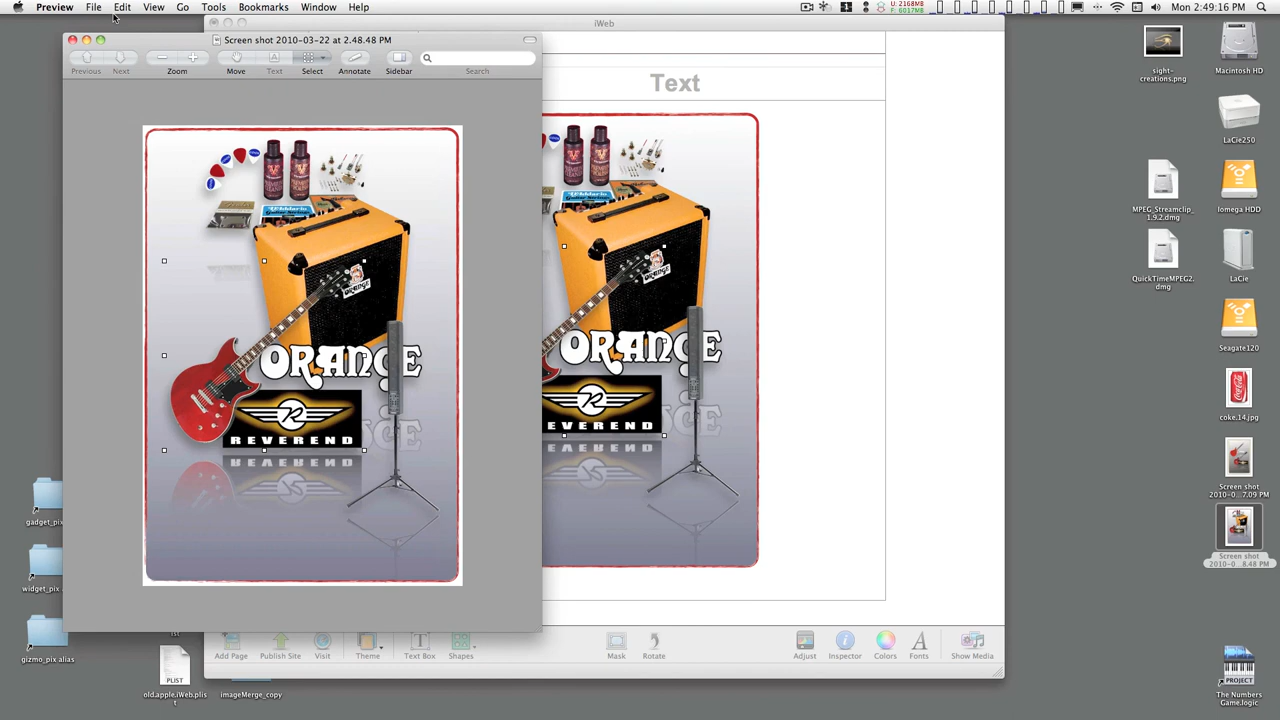 Preview File Edit View Go Tools Bookmarks Window Help
U: 2168MB
F: 6017MB
Mon 2:49:16 PM
iWeb
Screen shot 2010-03-22 at 2.48.48 PM
Previous Next Zoom Move Text Select Annotate Sidebar Search
Text
ORANGE
ORANGE
REVEREND
ORANGE
ORANGE
REVEREND
sight-creations.png
Macintosh HD
LaCie250
MPEG_Streamclip_1.9.2.dmg
Iomega HDD
QuickTimeMPEG2.dmg
LaCie
Seagate120
coke.14.jpg
Screen shot
2010-0...7.09 PM
Screen shot
2010-0...8.48 PM
gadget_pix
widget_pix
gizmo_pix alias
PLIST
old.apple.iWeb.plist
imageMerge_copy
Add Page Publish Site Visit Theme Text Box Shapes Mask Rotate Adjust Inspector Colors Fonts Show Media
PROJECT
The Numbers
Game.logic